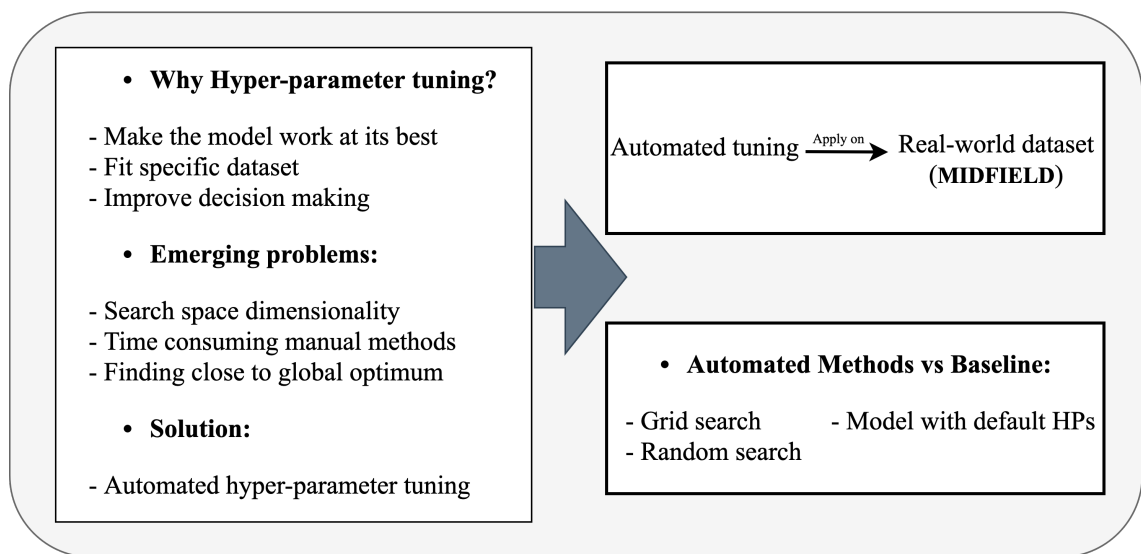 • Why Hyper-parameter tuning?
- Make the model work at its best
- Fit specific dataset
- Improve decision making
• Emerging problems:
- Search space dimensionality
- Time consuming manual methods
- Finding close to global optimum
• Solution:
- Automated hyper-parameter tuning
Automated tuning Apply on Real-world dataset
(MIDFIELD)
• Automated Methods vs Baseline:
- Grid search - Model with default HPs
- Random search